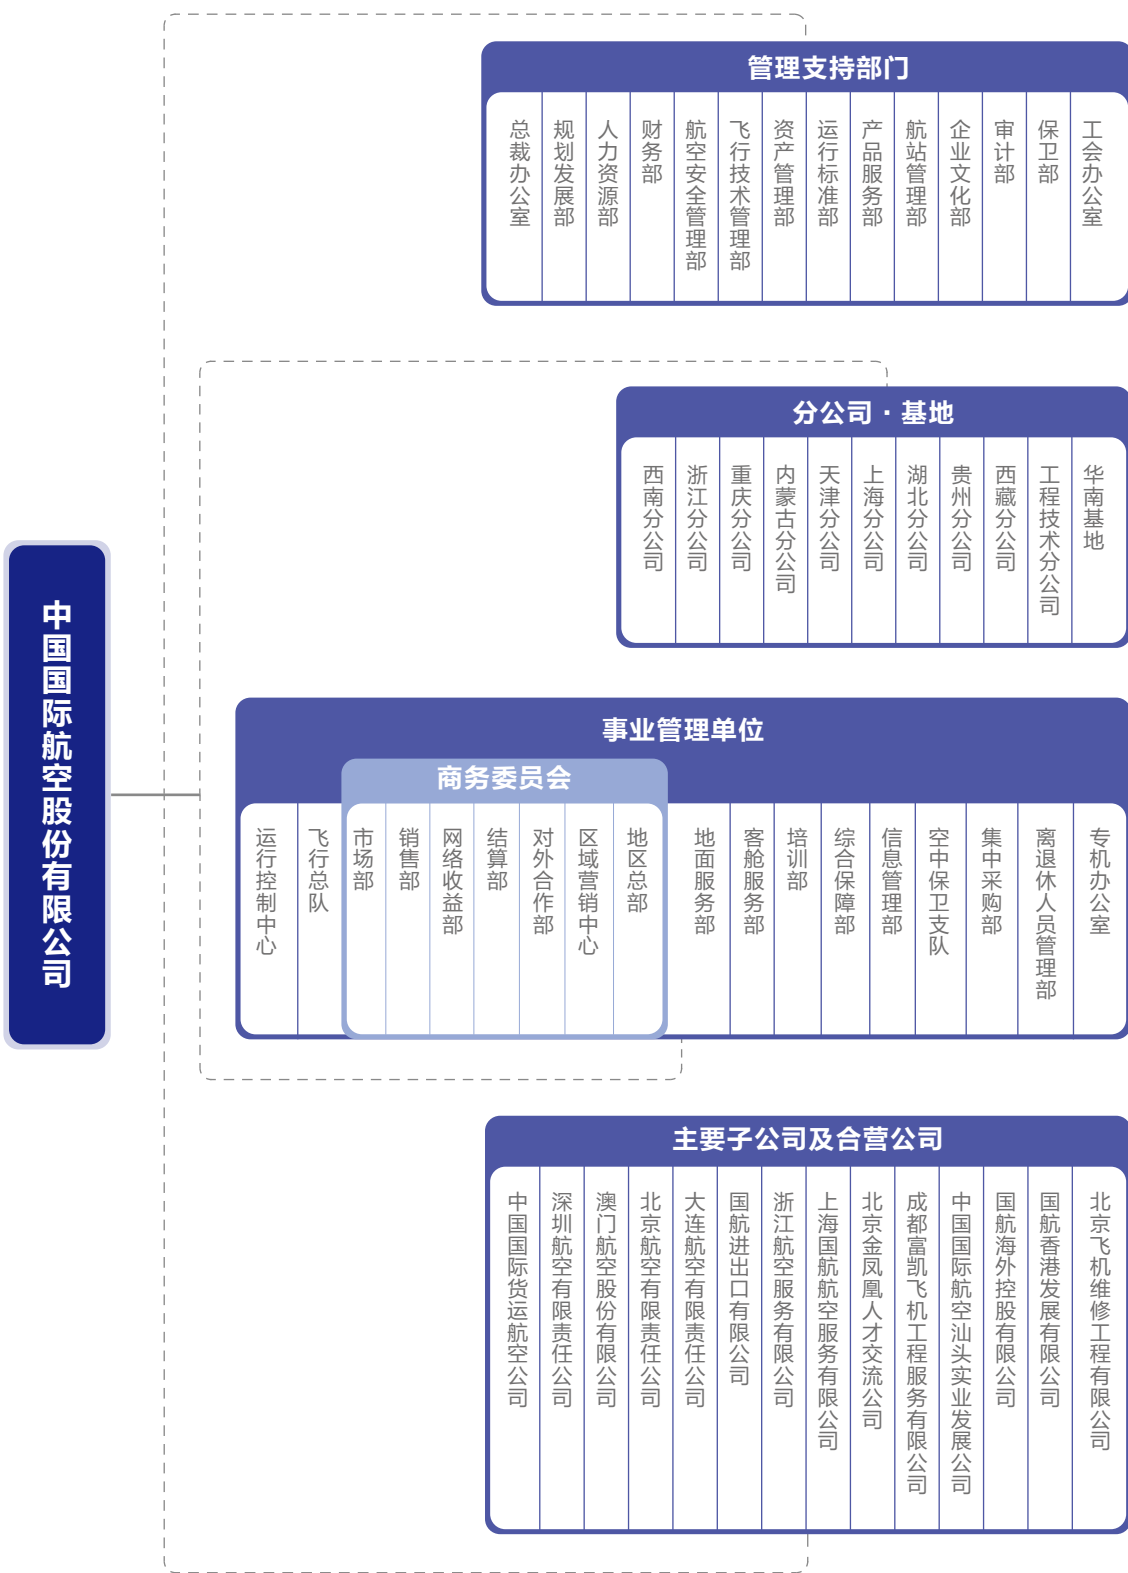 中国国际航空股份有限公司
管理支持部门
总裁办公室
规划发展部
人力资源部
财务部
航空安全管理部
飞行技术管理部
资产管理部
运行标准部
产品服务部
航站管理部
企业文化部
审计部
保卫部
工会办公室
分公司·基地
西南分公司
浙江分公司
重庆分公司
内蒙古分公司
天津分公司
上海分公司
湖北分公司
贵州分公司
西藏分公司
工程技术分公司
华南基地
事业管理单位
商务委员会
运行控制中心
飞行总队
市场部
销售部
网络收益部
结算部
对外合作部
区域营销中心
地区总部
地面服务部
客舱服务部
培训部
综合保障部
信息管理部
空中保卫支队
集中采购部
离退休人员管理部
专机办公室
主要子公司及合营公司
中国国际货运航空公司
深圳航空有限责任公司
澳门航空股份有限公司
北京航空有限责任公司
大连航空有限责任公司
国航进出口有限公司
浙江航空服务有限公司
上海国航航空服务有限公司
北京金凤凰人才交流公司
成都富凯飞机工程服务有限公司
中国国际航空汕头实业发展公司
国航海外控股有限公司
国航香港发展有限公司
北京飞机维修工程有限公司